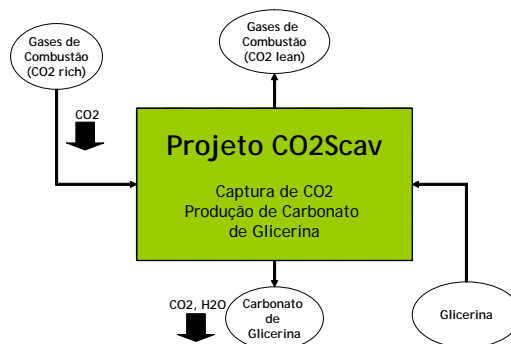 Gases de
Combustão
(CO2 rich)
Gases de
Combustão
(CO2 lean)
CO2
Projeto CO2Scav
Captura de CO2
Produção de Carbonato
de Glicerina
CO2, H2O
Carbonato
de
Glicerina
Glicerina